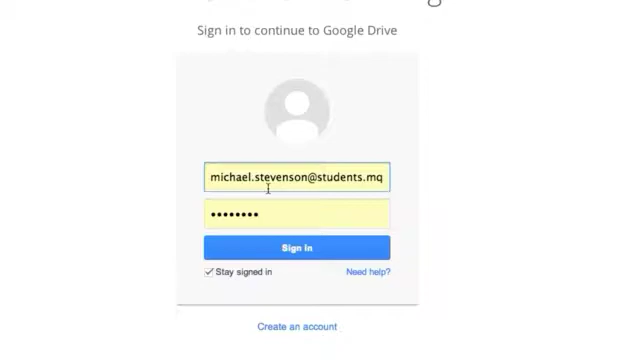 Sign in to continue to Google Drive
michael.stevenson@students.mq
••••••••
Sign in
Stay signed in
Need help?
Create an account